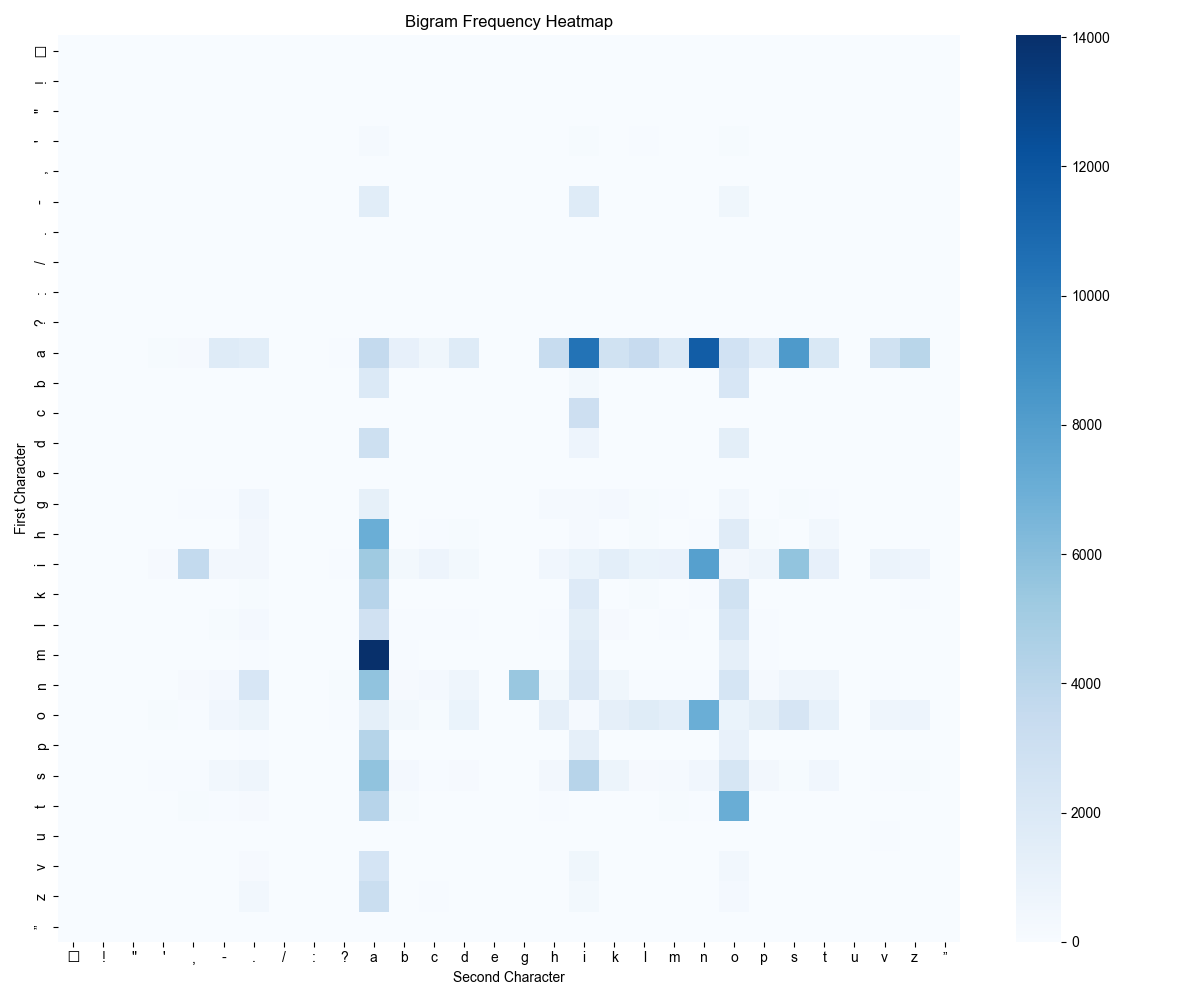 Bigram Frequency Heatmap
First Character
□
!
"
'
,
-
.
/
:
?
a
b
c
d
e
g
h
i
k
l
m
n
o
p
s
t
u
v
z
”
□ ! " ' , - . / : ? a b c d e g h i k l m n o p s t u v z ”
Second Character
14000
12000
10000
8000
6000
4000
2000
0